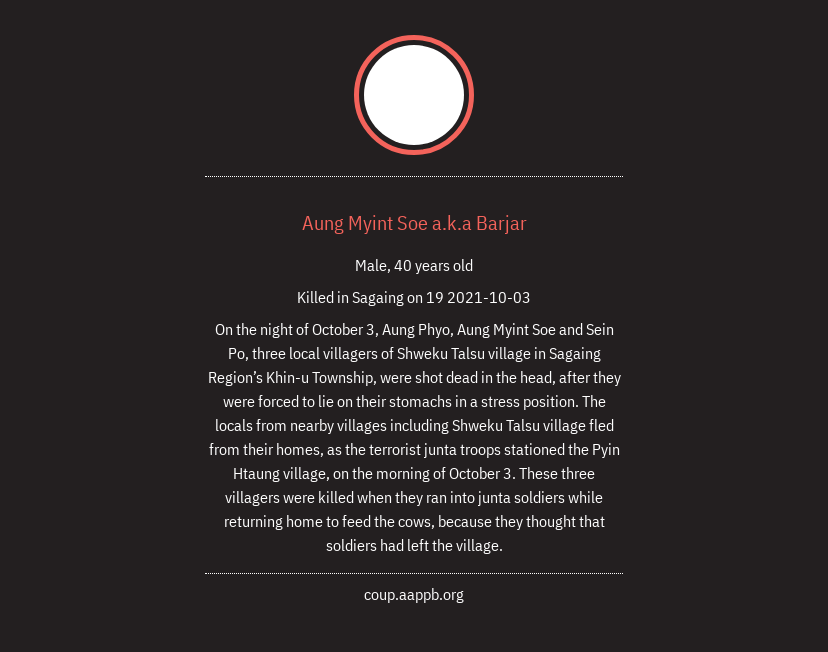 Aung Myint Soe a.k.a Barjar
Male, 40 years old
Killed in Sagaing on 19 2021-10-03
On the night of October 3, Aung Phyo, Aung Myint Soe and Sein
Po, three local villagers of Shweku Talsu village in Sagaing
Region’s Khin-u Township, were shot dead in the head, after they
were forced to lie on their stomachs in a stress position. The
locals from nearby villages including Shweku Talsu village fled
from their homes, as the terrorist junta troops stationed the Pyin
Htaung village, on the morning of October 3. These three
villagers were killed when they ran into junta soldiers while
returning home to feed the cows, because they thought that
soldiers had left the village.
coup.aappb.org